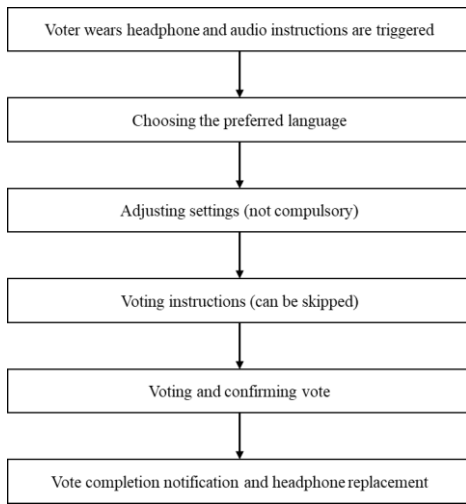 Voter wears headphone and audio instructions are triggered
Choosing the preferred language
Adjusting settings (not compulsory)
Voting instructions (can be skipped)
Voting and confirming vote
Vote completion notification and headphone replacement